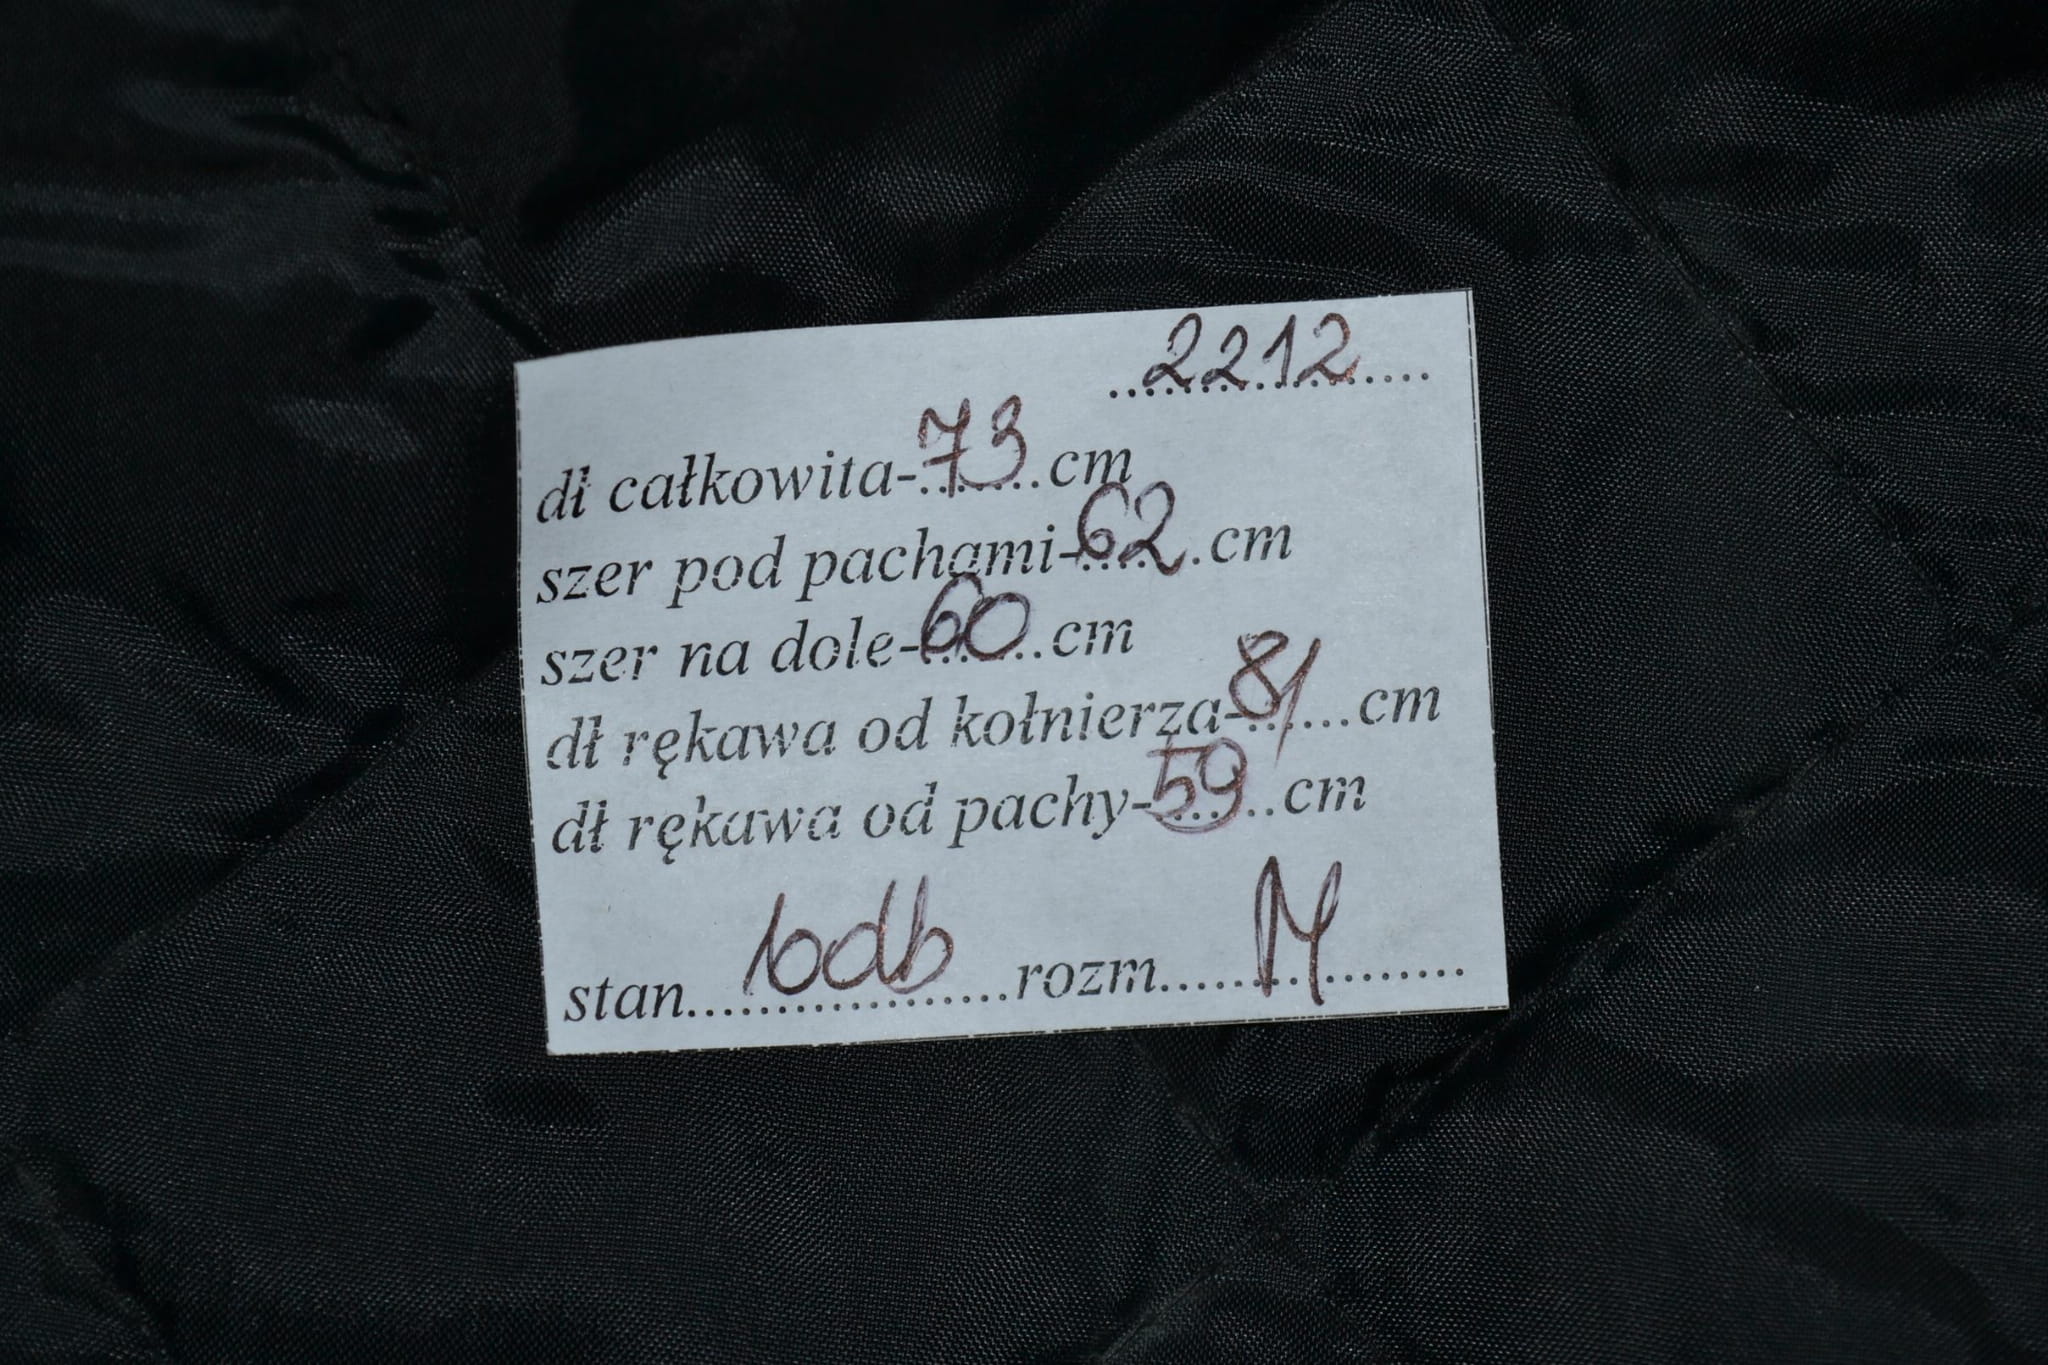 2212
dł całkowita-73 cm
szer pod pachami-62 cm
szer na dole-60 cm
dł rękawa od kołnierza-81 cm
dł rękawa od pachy-59 cm
stan bdb rozm M